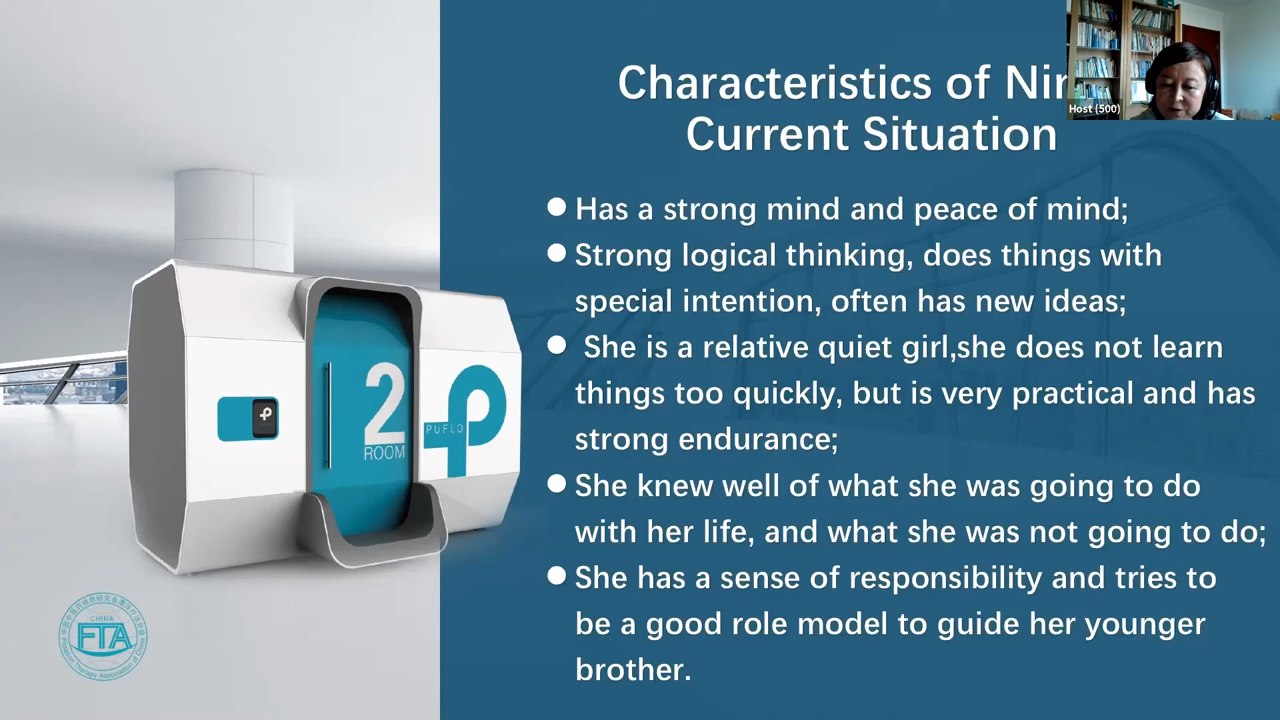 Characteristics of
Current Situation
Host (500)
Has a strong mind and peace of mind;
Strong logical thinking, does things with
special intention, often has new ideas;
She is a relative quiet girl,she does not learn
things too quickly, but is very practical and has
strong endurance;
She knew well of what she was going to do
with her life, and what she was not going to do;
She has a sense of responsibility and tries to
be a good role model to guide her younger
brother.
2
ROOM
PUFLO
CHINA
FTA